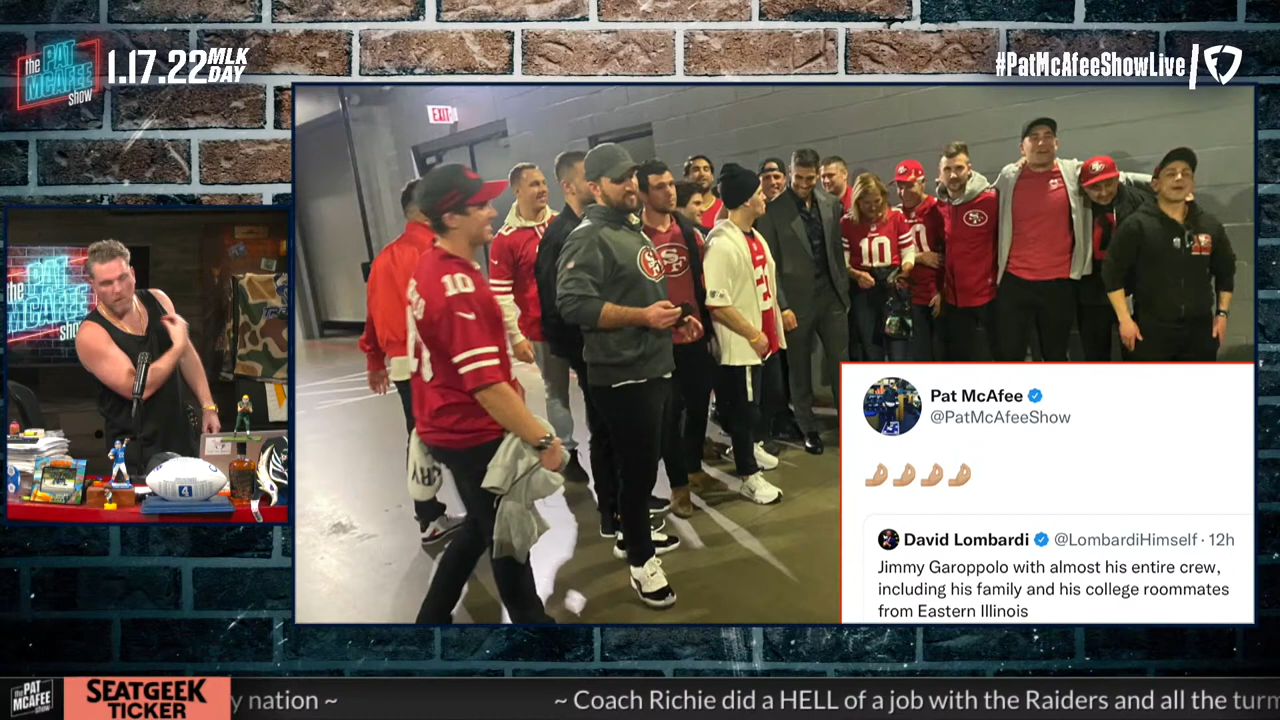 the PAT MCAFEE show
1.17.22 MLK DAY
#PatMcAfeeShowLive
EXIT
10
10
Pat McAfee
@PatMcAfeeShow
David Lombardi @LombardiHimself · 12h
Jimmy Garoppolo with almost his entire crew,
including his family and his college roommates
from Eastern Illinois
the PAT MCAFEE show
SEATGEEK
TICKER
y nation ~
~ Coach Richie did a HELL of a job with the Raiders and all the turn